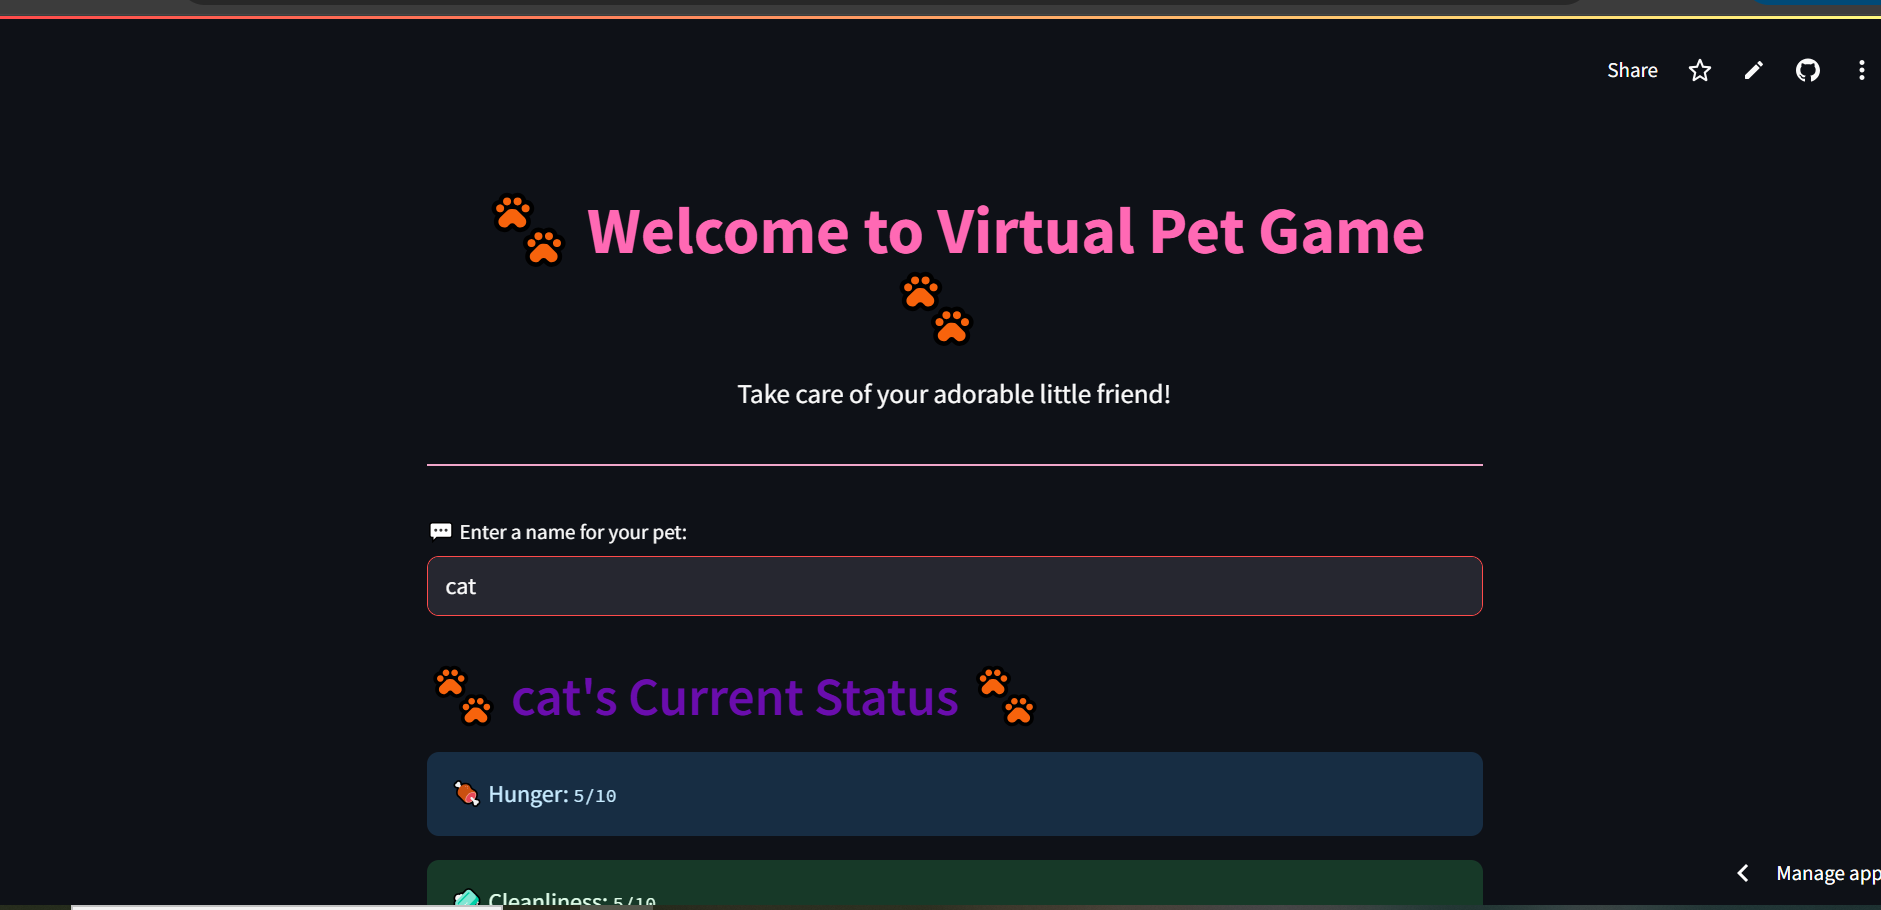 Share
Welcome to Virtual Pet Game
Take care of your adorable little friend!
Enter a name for your pet:
cat
cat's Current Status
Hunger: 5/10
Cleanliness: 5/10
Manage app